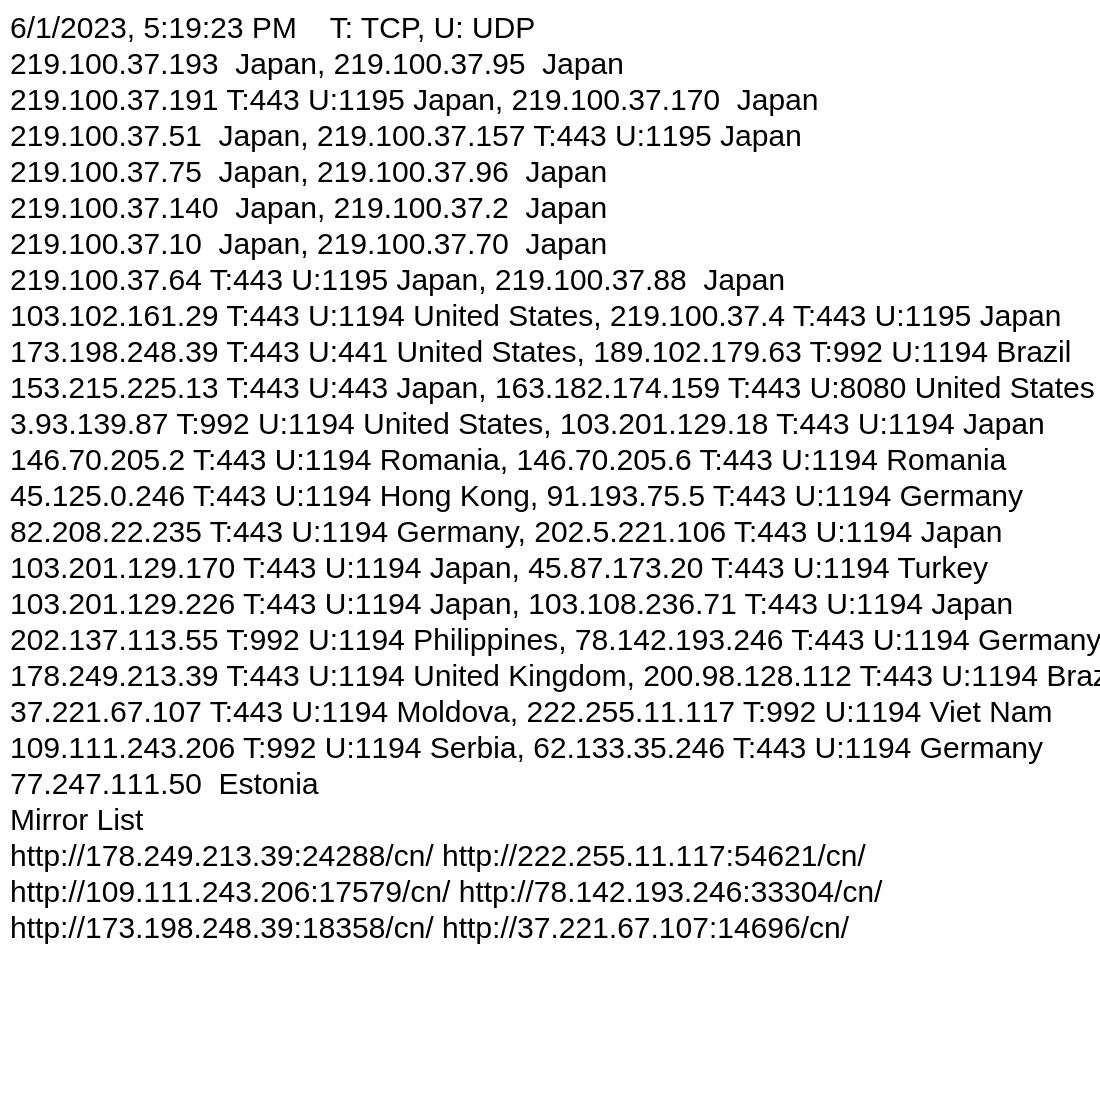 6/1/2023, 5:19:23 PM    T: TCP, U: UDP
219.100.37.193  Japan, 219.100.37.95  Japan
219.100.37.191 T:443 U:1195 Japan, 219.100.37.170  Japan
219.100.37.51  Japan, 219.100.37.157 T:443 U:1195 Japan
219.100.37.75  Japan, 219.100.37.96  Japan
219.100.37.140  Japan, 219.100.37.2  Japan
219.100.37.10  Japan, 219.100.37.70  Japan
219.100.37.64 T:443 U:1195 Japan, 219.100.37.88  Japan
103.102.161.29 T:443 U:1194 United States, 219.100.37.4 T:443 U:1195 Japan
173.198.248.39 T:443 U:441 United States, 189.102.179.63 T:992 U:1194 Brazil
153.215.225.13 T:443 U:443 Japan, 163.182.174.159 T:443 U:8080 United States
3.93.139.87 T:992 U:1194 United States, 103.201.129.18 T:443 U:1194 Japan
146.70.205.2 T:443 U:1194 Romania, 146.70.205.6 T:443 U:1194 Romania
45.125.0.246 T:443 U:1194 Hong Kong, 91.193.75.5 T:443 U:1194 Germany
82.208.22.235 T:443 U:1194 Germany, 202.5.221.106 T:443 U:1194 Japan
103.201.129.170 T:443 U:1194 Japan, 45.87.173.20 T:443 U:1194 Turkey
103.201.129.226 T:443 U:1194 Japan, 103.108.236.71 T:443 U:1194 Japan
202.137.113.55 T:992 U:1194 Philippines, 78.142.193.246 T:443 U:1194 Germany
178.249.213.39 T:443 U:1194 United Kingdom, 200.98.128.112 T:443 U:1194 Braz
37.221.67.107 T:443 U:1194 Moldova, 222.255.11.117 T:992 U:1194 Viet Nam
109.111.243.206 T:992 U:1194 Serbia, 62.133.35.246 T:443 U:1194 Germany
77.247.111.50  Estonia
Mirror List
http://178.249.213.39:24288/cn/ http://222.255.11.117:54621/cn/
http://109.111.243.206:17579/cn/ http://78.142.193.246:33304/cn/
http://173.198.248.39:18358/cn/ http://37.221.67.107:14696/cn/